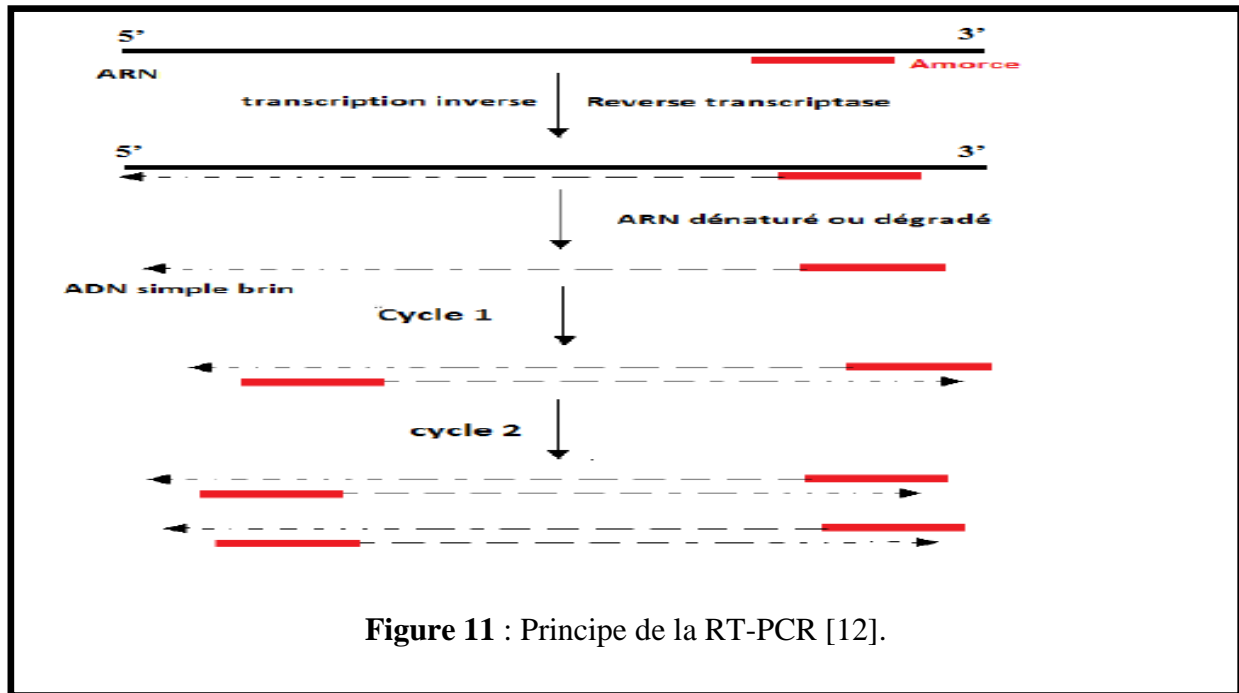 5’ 3’
ARN Amorce
transcription inverse Reverse transcriptase
5’ 3’
ARN dénaturé ou dégradé
ADN simple brin
Cycle 1
cycle 2
Figure 11 : Principe de la RT-PCR [12].